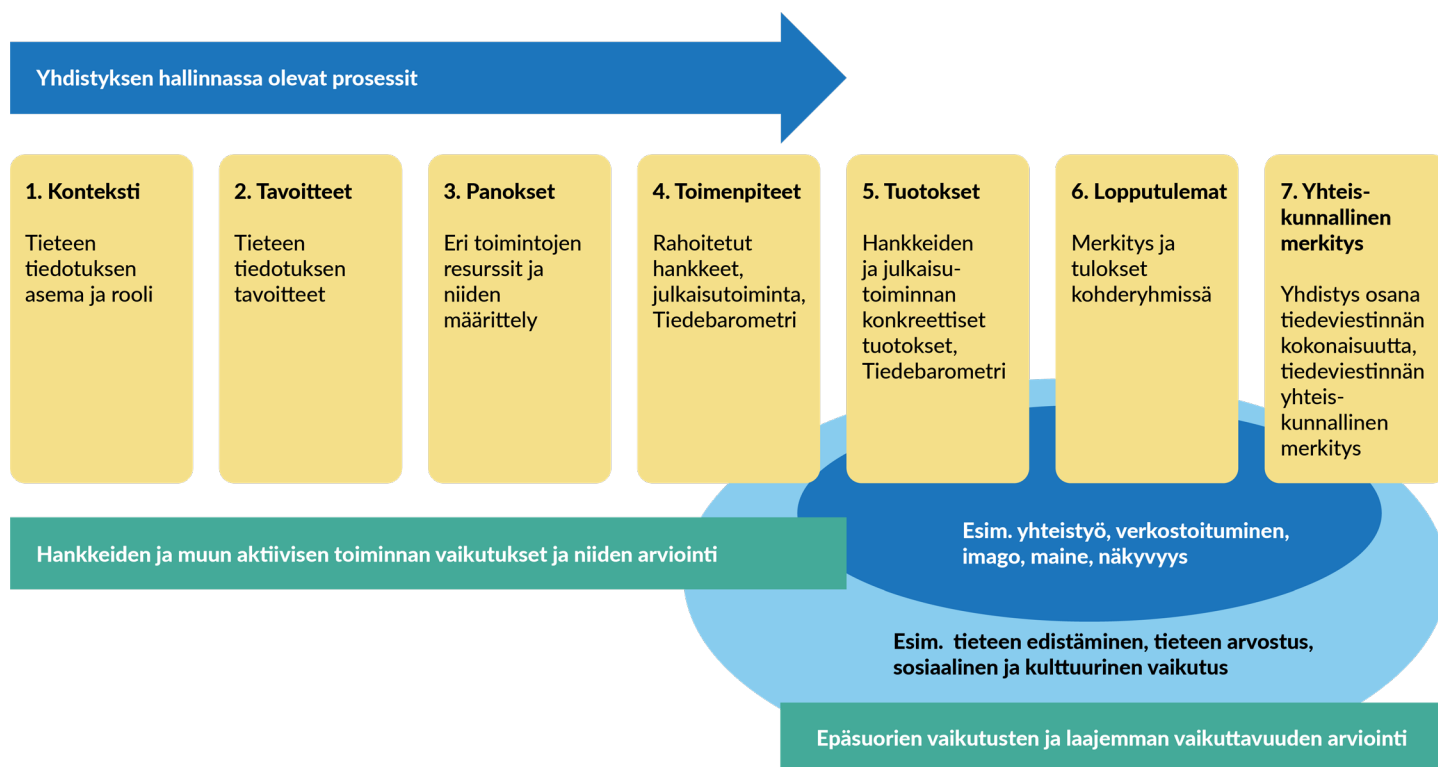 Yhdistyksen hallinnassa olevat prosessit
1. Konteksti
Tieteen
tiedotuksen
asema ja rooli
2. Tavoitteet
Tieteen
tiedotuksen
tavoitteet
3. Panokset
Eri toimintojen
resurssit ja
niiden
määrittely
4. Toimenpiteet
Rahoitetut
hankkeet,
julkaisutoiminta,
Tiedebarometri
5. Tuotokset
Hankkeiden
ja julkaisu-
toiminnan
konkreettiset
tuotokset,
Tiedebarometri
6. Lopputulemat
Merkitys ja
tulokset
kohderyhmissä
7. Yhteis-
kunnallinen
merkitys
Yhdistys osana
tiedeviestinnän
kokonaisuutta,
tiedeviestinnän
yhteis-
kunnallinen
merkitys
Hankkeiden ja muun aktiivisen toiminnan vaikutukset ja niiden arviointi
Esim. yhteistyö, verkostoituminen,
imago, maine, näkyvyys
Esim.  tieteen edistäminen, tieteen arvostus,
sosiaalinen ja kulttuurinen vaikutus
Epäsuorien vaikutusten ja laajemman vaikuttavuuden arviointi